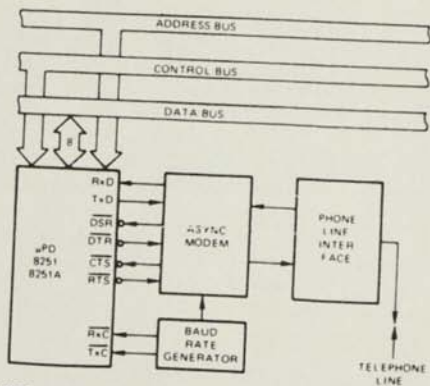 ADDRESS BUS
CONTROL BUS
DATA BUS
8
RxD
TxD
DSR
DTR
CTS
RTS
RxC
TxC
μPD
8251
8251A
ASYNC
MODEM
PHONE
LINE
INTER
FACE
BAUD
RATE
GENERATOR
TELEPHONE
LINE